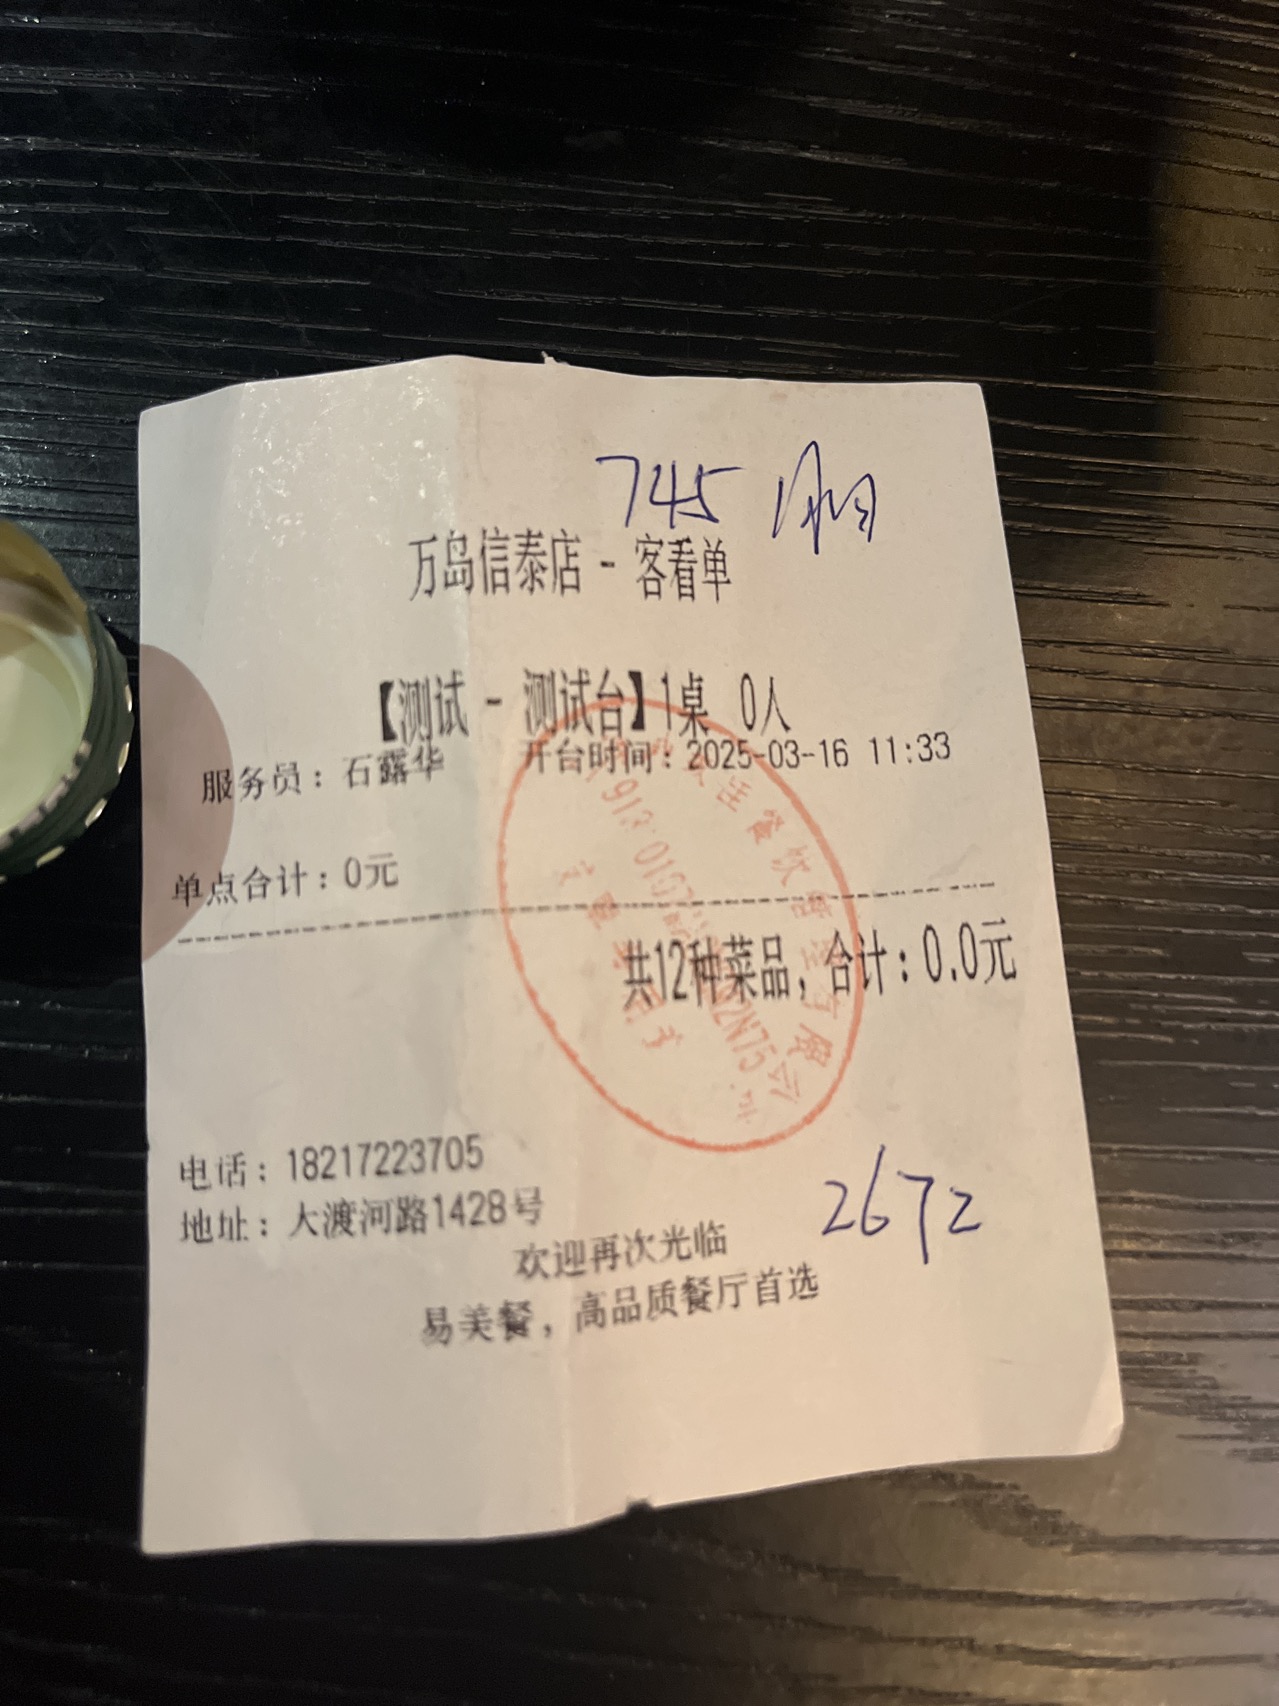 745
万岛信泰店 - 客看单
【测试 - 测试台】1桌 0人
服务员：石露华 开台时间：2025-03-16 11:33
单点合计：0元
共12种菜品，合计：0.0元
电话：18217223705
地址：大渡河路1428号
2672
欢迎再次光临
易美餐，高品质餐厅首选